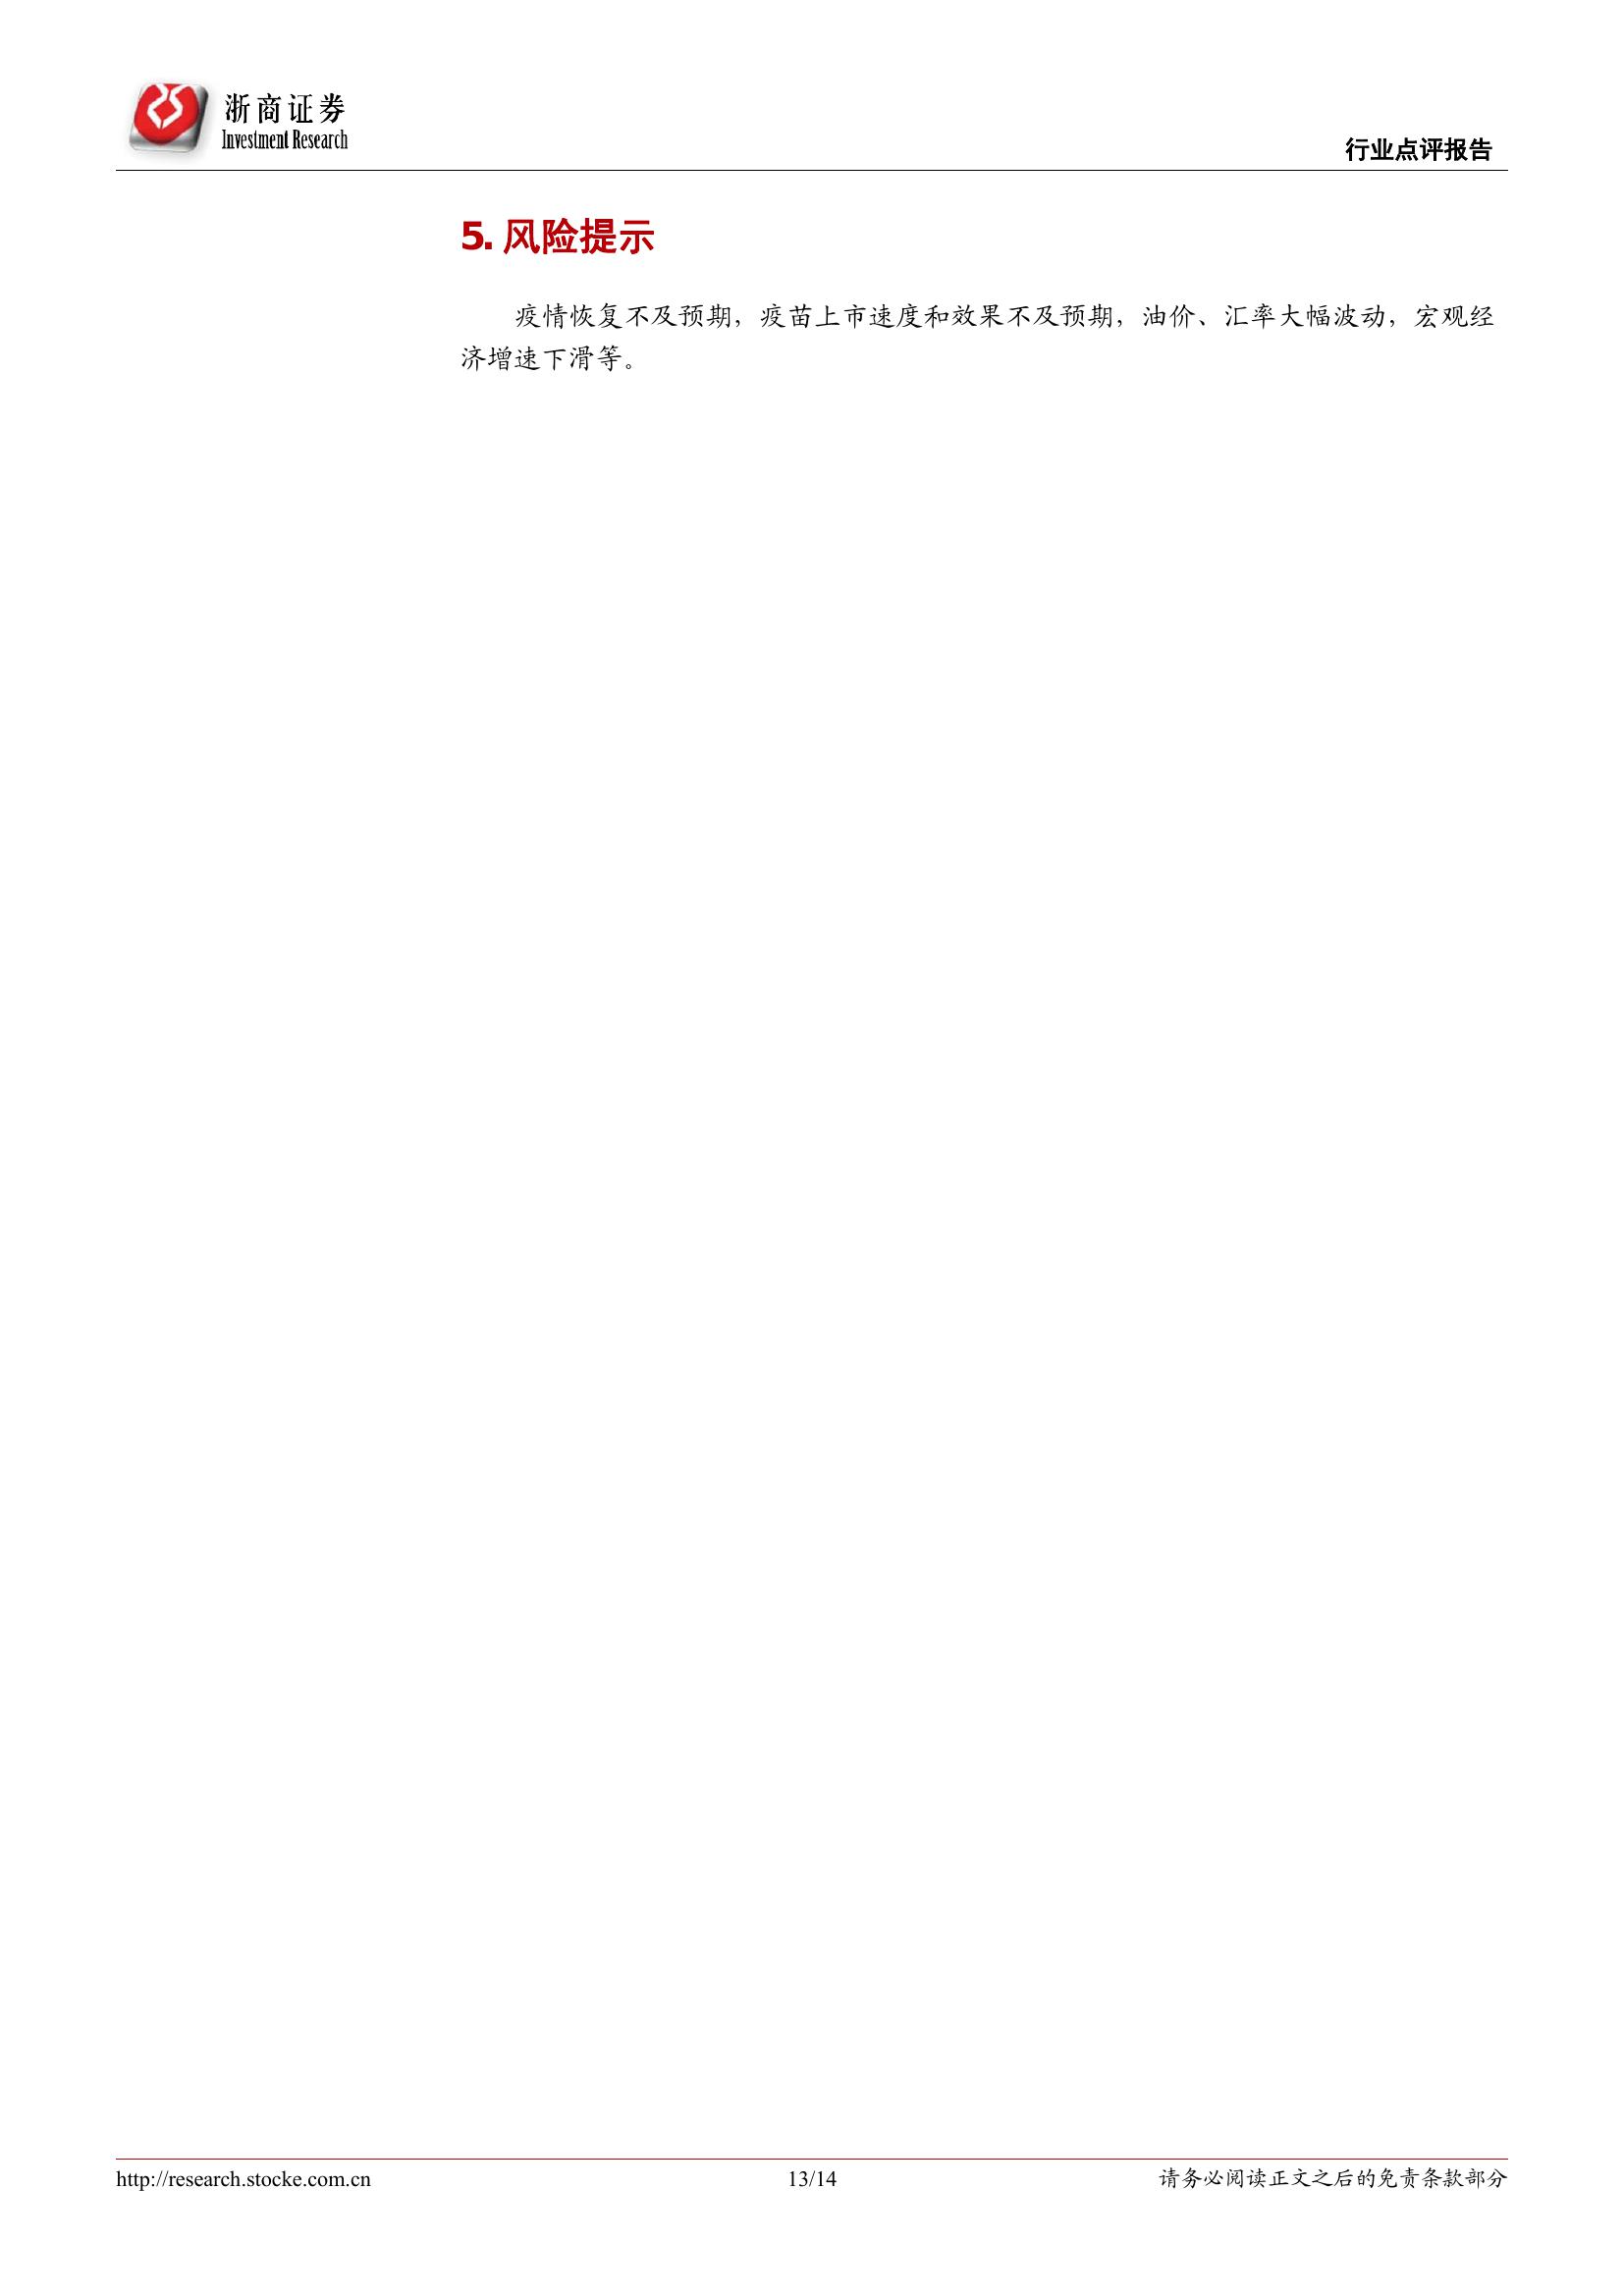 浙商证券
Investment Research
行业点评报告
5. 风险提示
疫情恢复不及预期，疫苗上市速度和效果不及预期，油价、汇率大幅波动，宏观经
济增速下滑等。
http://research.stocke.com.cn
13/14
请务必阅读正文之后的免责条款部分